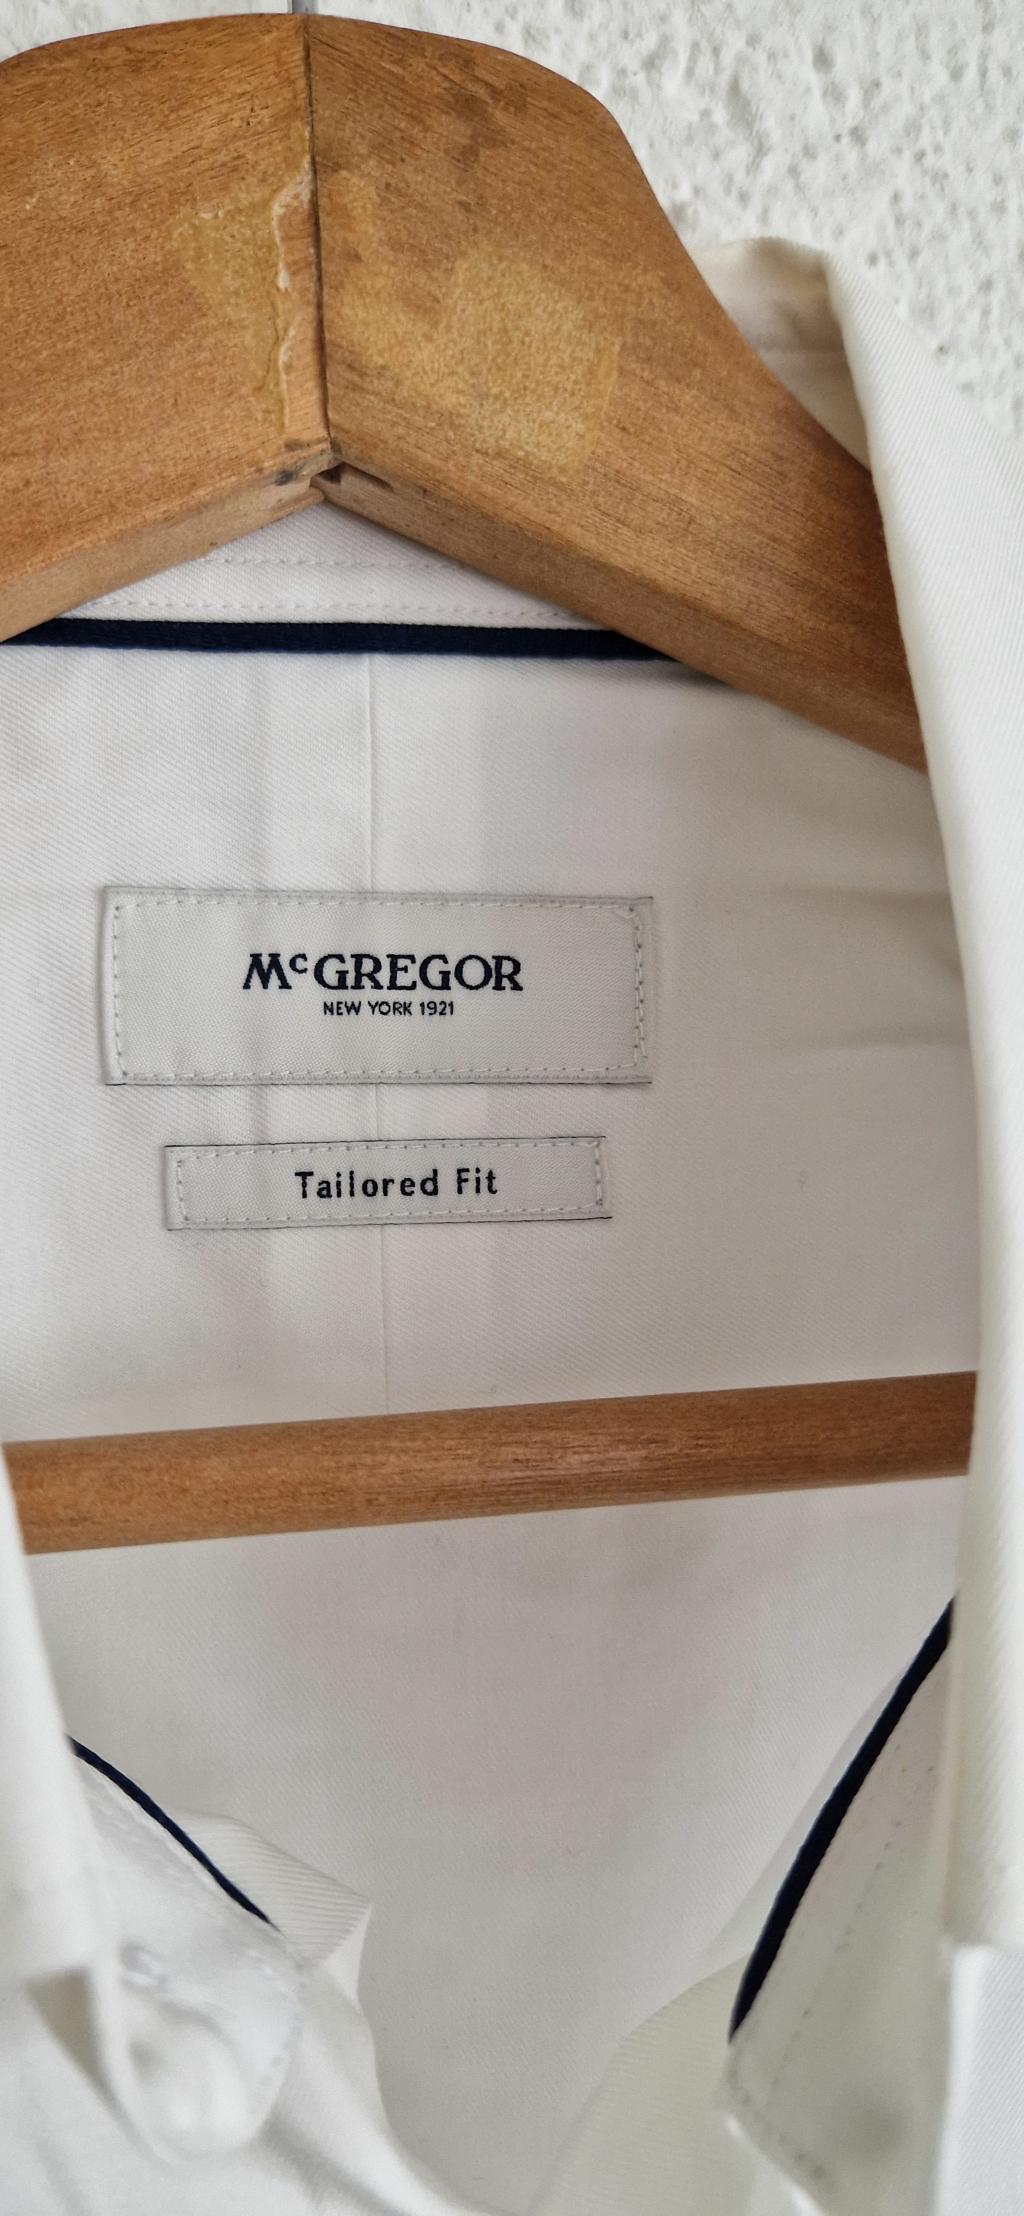 McGREGOR
NEW YORK 1921
Tailored Fit